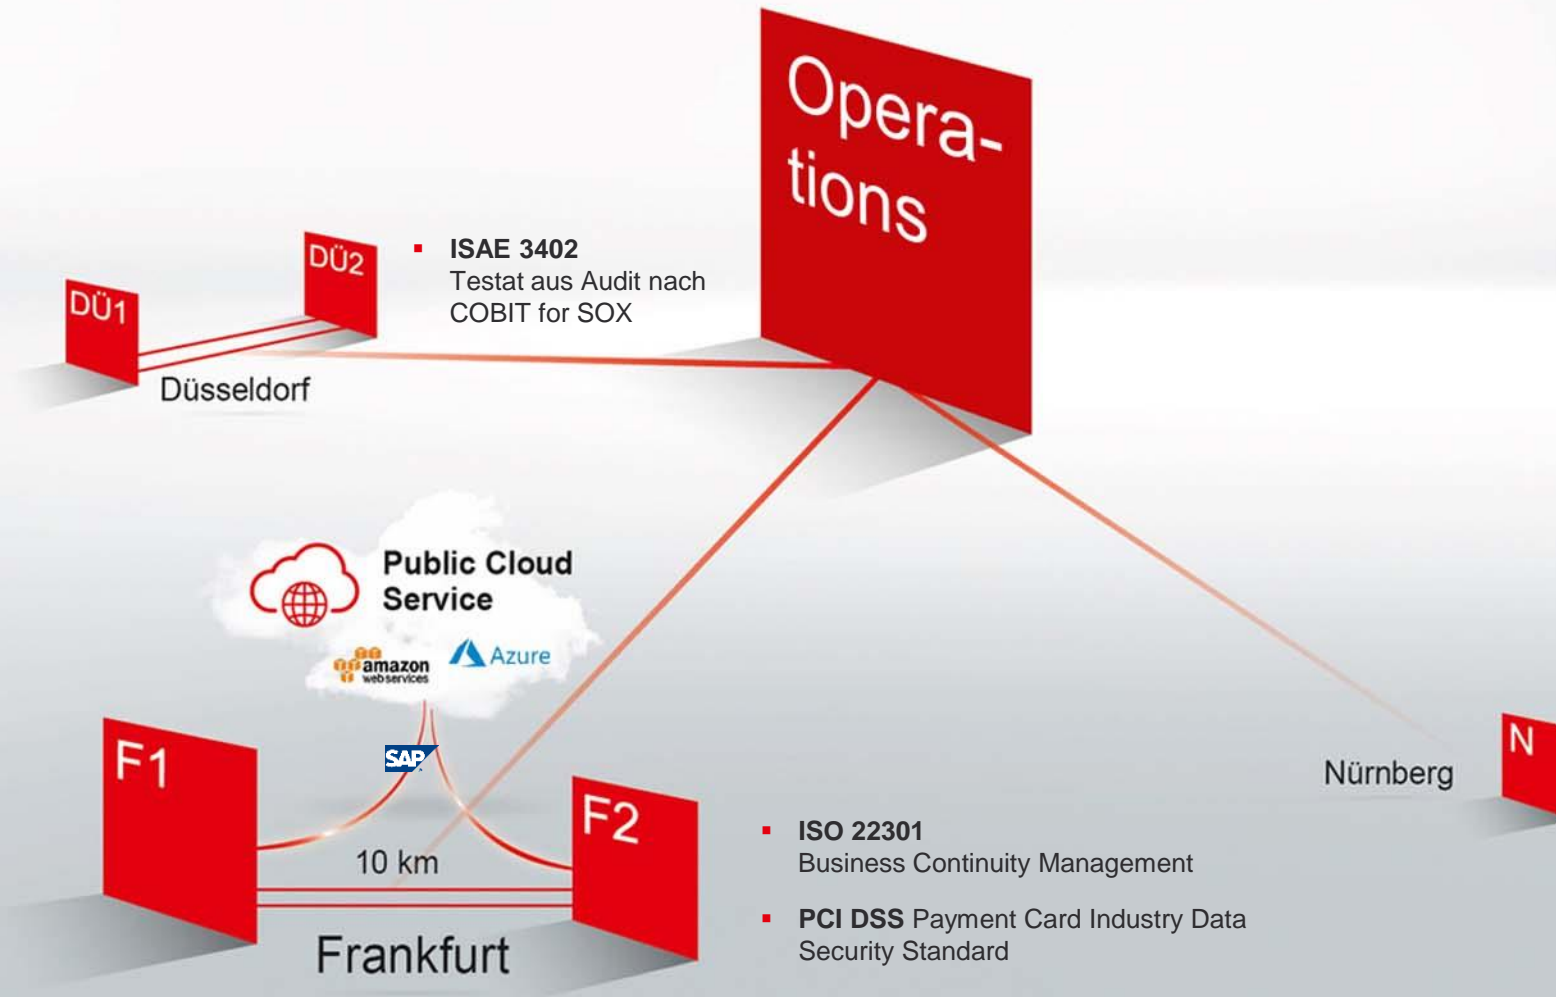 Opera-
tions
DÜ2
DÜ1
▪ ISAE 3402
Testat aus Audit nach
COBIT for SOX
Düsseldorf
Public Cloud
Service
amazon
webservices
Azure
F1
SAP
F2
10 km
Frankfurt
Nürnberg
N
▪ ISO 22301
Business Continuity Management
▪ PCI DSS Payment Card Industry Data
Security Standard